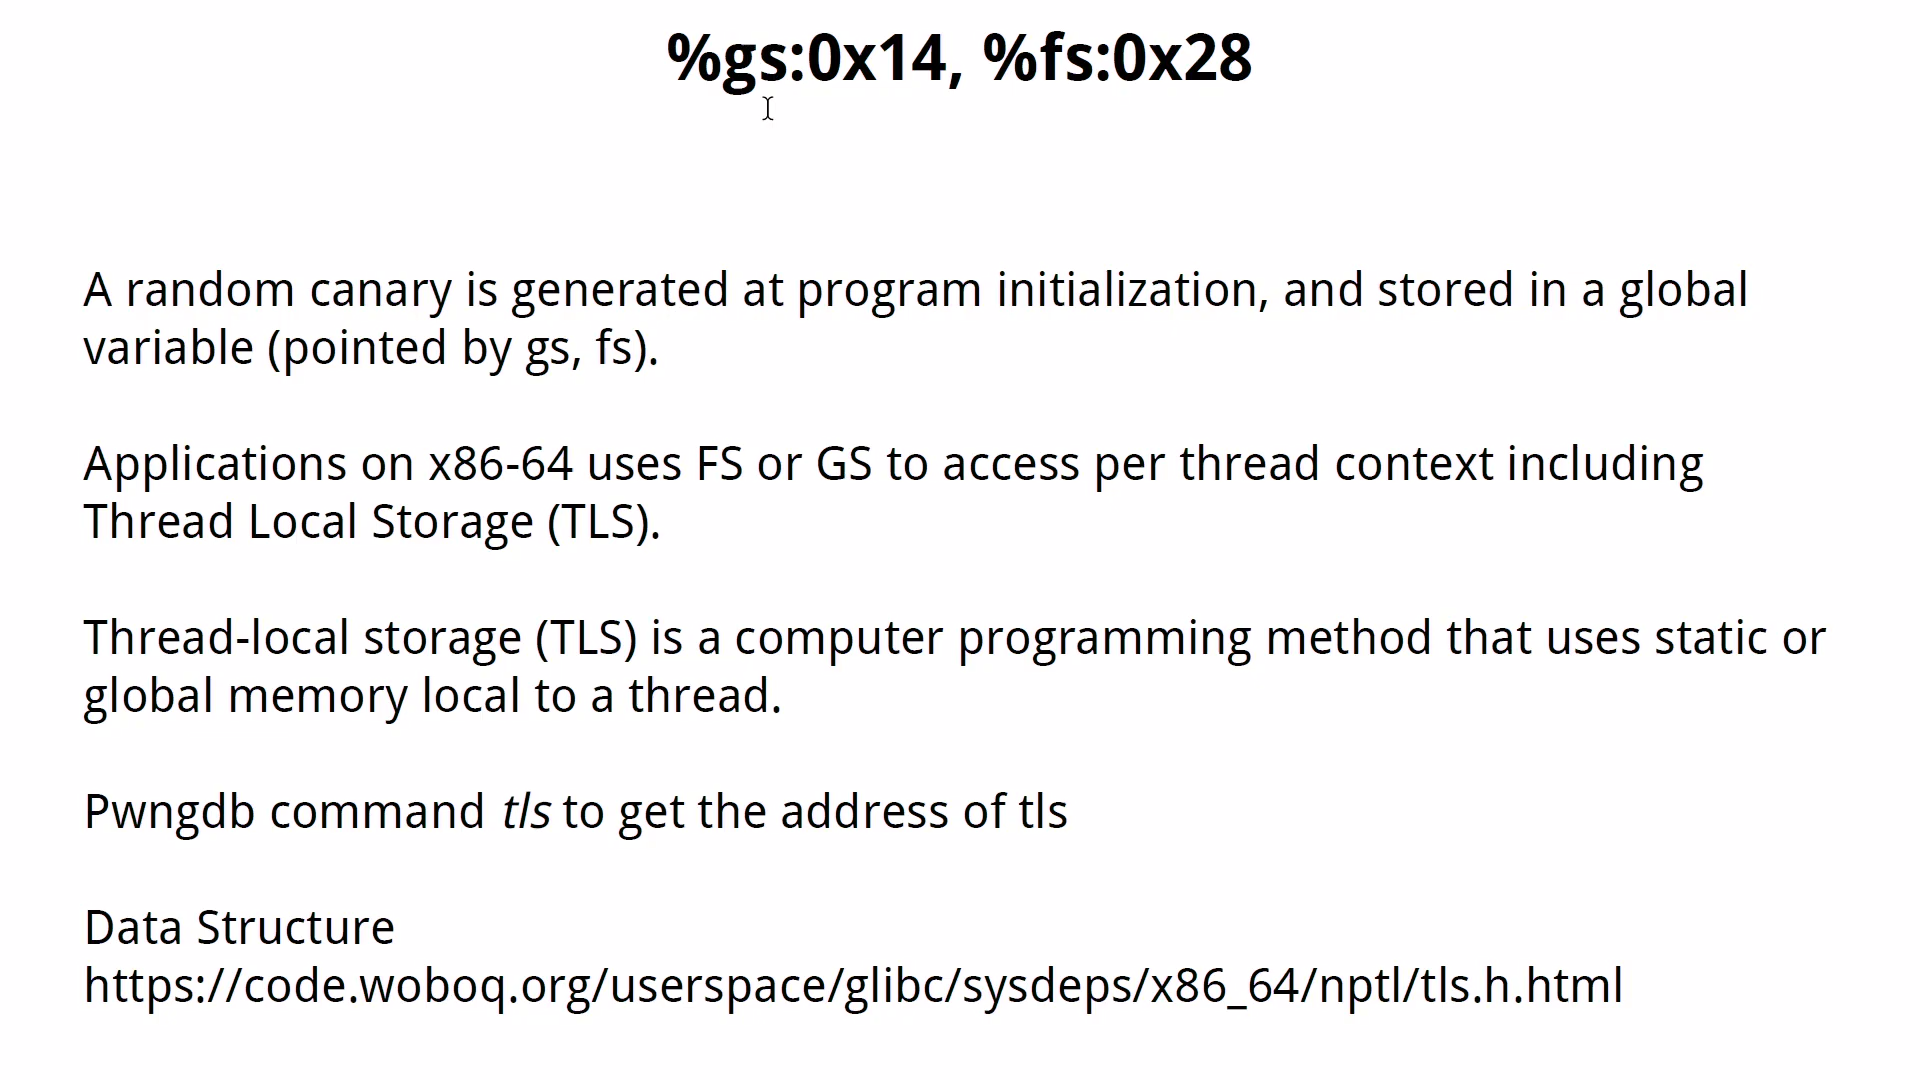 %gs:0x14, %fs:0x28
A random canary is generated at program initialization, and stored in a global
variable (pointed by gs, fs).
Applications on x86-64 uses FS or GS to access per thread context including
Thread Local Storage (TLS).
Thread-local storage (TLS) is a computer programming method that uses static or
global memory local to a thread.
Pwngdb command tls to get the address of tls
Data Structure
https://code.woboq.org/userspace/glibc/sysdeps/x86_64/nptl/tls.h.html